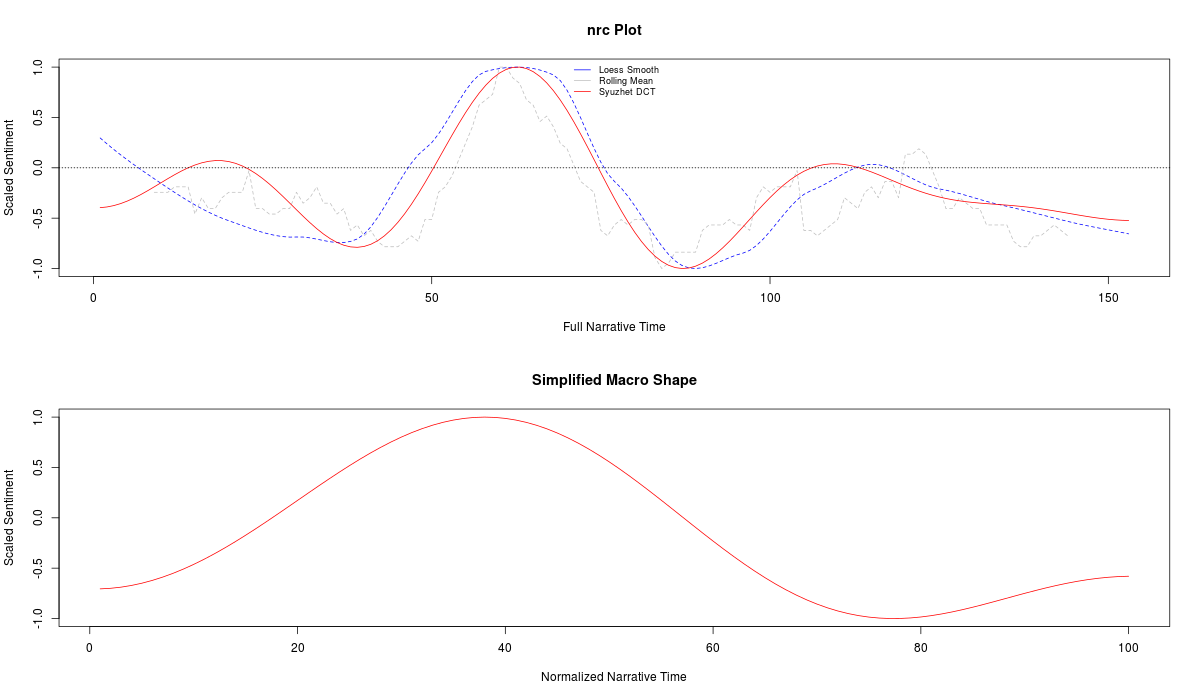 nrc Plot
Loess Smooth
Rolling Mean
Syuzhet DCT
Scaled Sentiment
1.0
0.5
0.0
-0.5
-1.0
0 50 100 150
Full Narrative Time
Simplified Macro Shape
Scaled Sentiment
1.0
0.5
0.0
-0.5
-1.0
0 20 40 60 80 100
Normalized Narrative Time